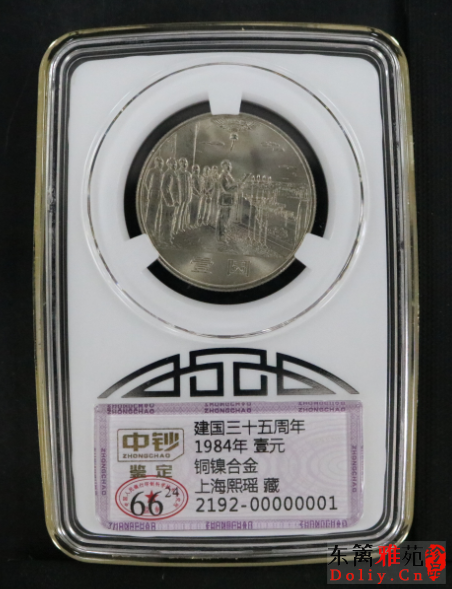 壹圆
ZHONGCHAO
ZHONGCHAO
中钞
ZHONGCHAO
鉴定
66 24
建国三十五周年
1984年 壹元
铜镍合金
上海熙瑶 藏
2192-00000001
东篱雅苑
Doliy.Cn